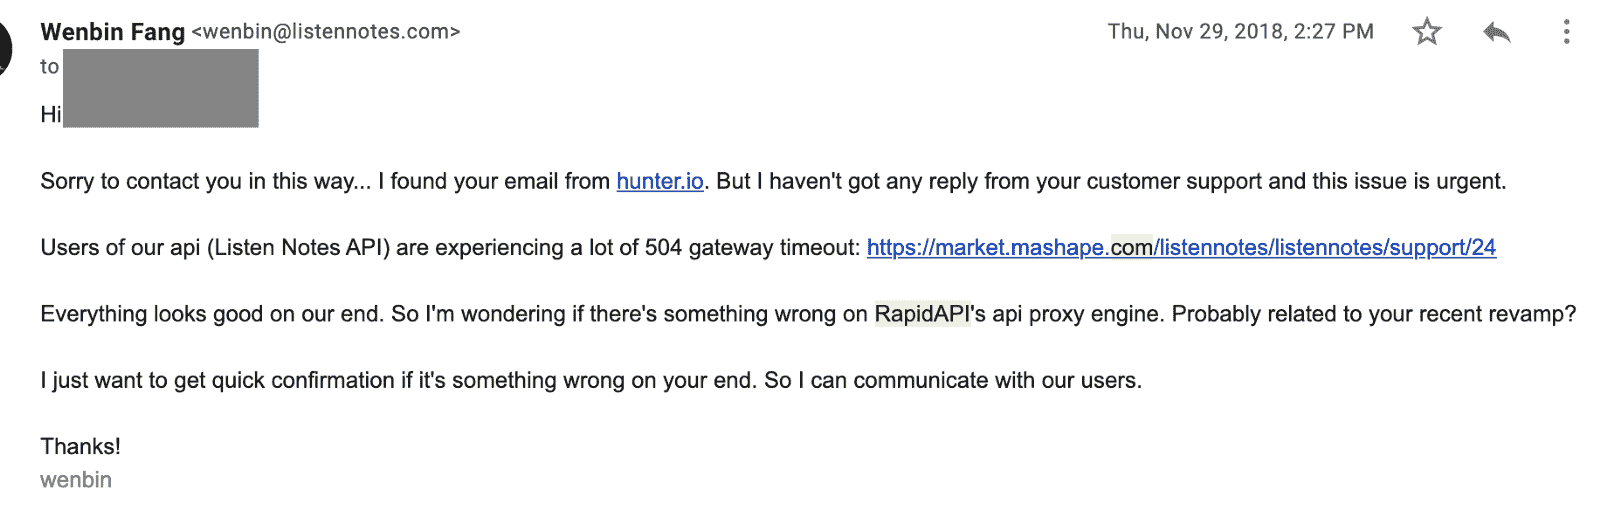 Wenbin Fang <wenbin@listennotes.com> Thu, Nov 29, 2018, 2:27 PM
to
Hi
Sorry to contact you in this way... I found your email from hunter.io. But I haven't got any reply from your customer support and this issue is urgent.
Users of our api (Listen Notes API) are experiencing a lot of 504 gateway timeout: https://market.mashape.com/listennotes/listennotes/support/24
Everything looks good on our end. So I'm wondering if there's something wrong on RapidAPI's api proxy engine. Probably related to your recent revamp?
I just want to get quick confirmation if it's something wrong on your end. So I can communicate with our users.
Thanks!
wenbin